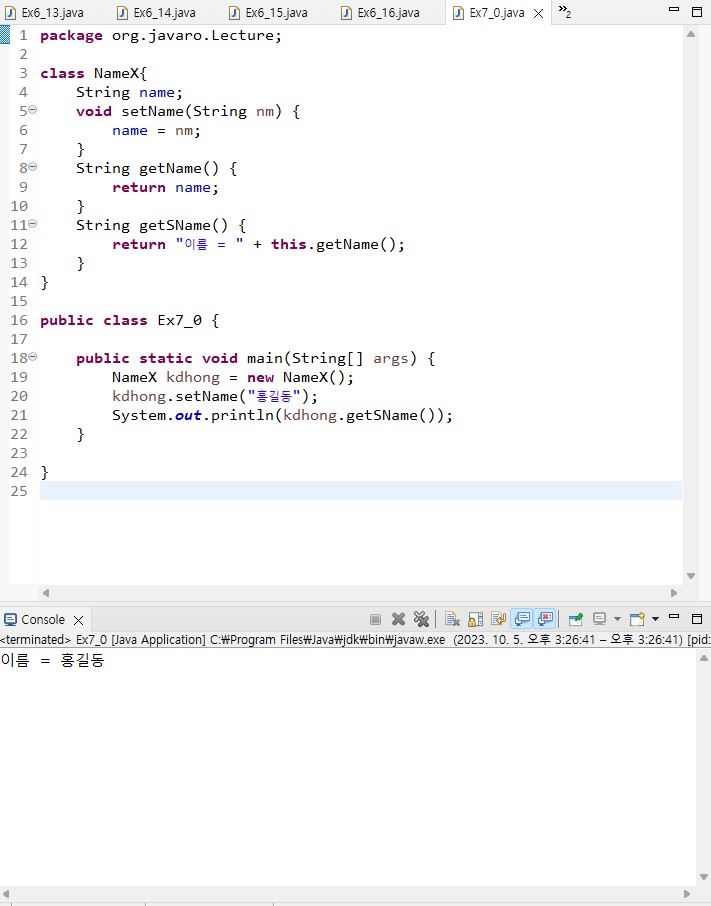 Ex6_13.java Ex6_14.java Ex6_15.java Ex6_16.java Ex7_0.java »2
1 package org.javaro.Lecture;
2
3 class NameX{
4     String name;
5     void setName(String nm) {
6         name = nm;
7     }
8     String getName() {
9         return name;
10     }
11     String getSName() {
12         return "이름 = " + this.getName();
13     }
14 }
15
16 public class Ex7_0 {
17
18     public static void main(String[] args) {
19         NameX kdhong = new NameX();
20         kdhong.setName("홍길동");
21         System.out.println(kdhong.getSName());
22     }
23
24 }
25
Console
<terminated> Ex7_0 [Java Application] C:₩Program Files₩Java₩jdk₩bin₩javaw.exe (2023. 10. 5. 오후 3:26:41 – 오후 3:26:41) [pid:
이름 = 홍길동